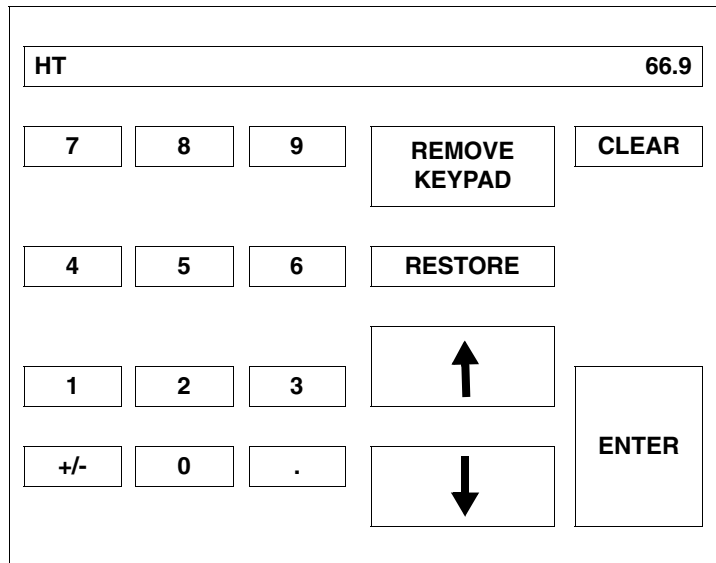 HT 66.9
7 8 9 REMOVE KEYPAD CLEAR
4 5 6 RESTORE
1 2 3
ENTER
+/- 0 .